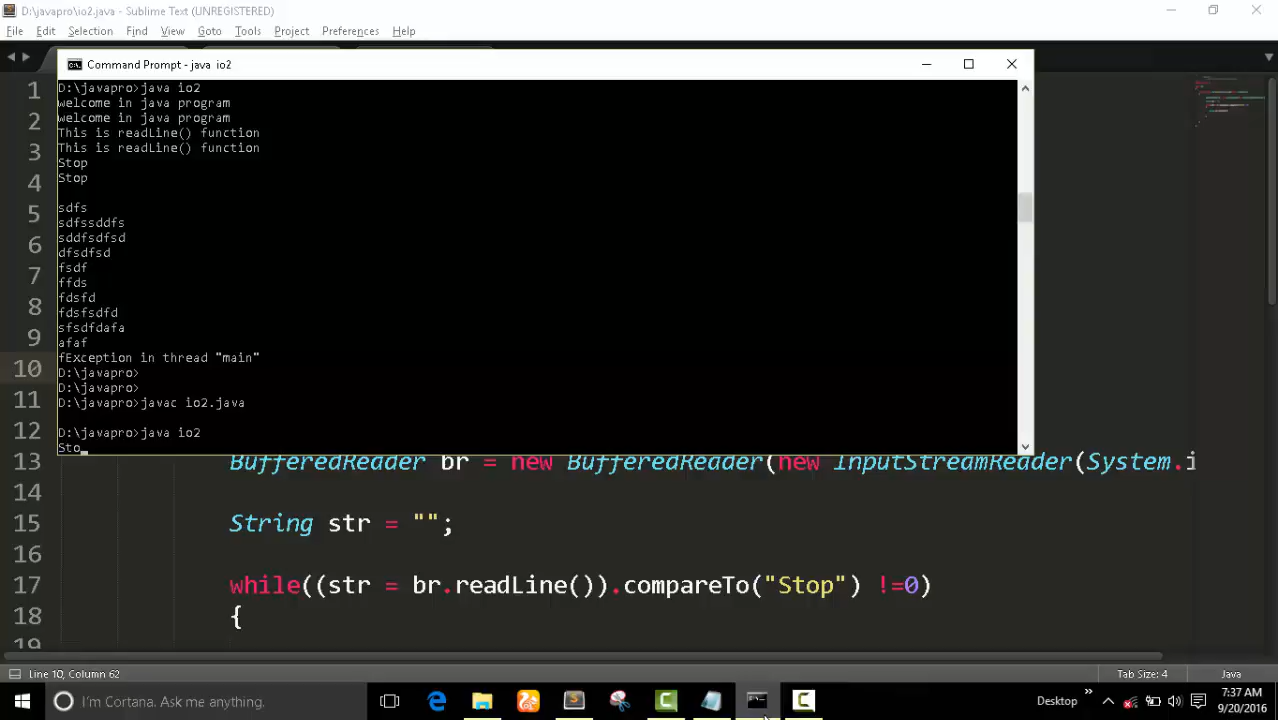 D:\javapro\io2.java - Sublime Text (UNREGISTERED)
File Edit Selection Find View Goto Tools Project Preferences Help
Command Prompt - java io2
D:\javapro>java io2
welcome in java program
welcome in java program
This is readLine() function
This is readLine() function
Stop
Stop
sdfs
sdfssddfs
sddfsdfsd
dfsdfsd
fsdf
ffds
fdsfd
fdsfsdfd
sfsdfdafa
afaf
fException in thread "main"
D:\javapro>
D:\javapro>
D:\javapro>javac io2.java
D:\javapro>java io2
Sto_
1
2
3
4
5
6
7
8
9
10
11
12
13 BufferedReader br = new BufferedReader(new InputStreamReader(System.i
14
15 String str = "";
16
17 while((str = br.readLine()).compareTo("Stop") !=0)
18 {
19
Line 10, Column 62
Tab Size: 4
Java
I'm Cortana. Ask me anything.
Desktop
7:37 AM
9/20/2016